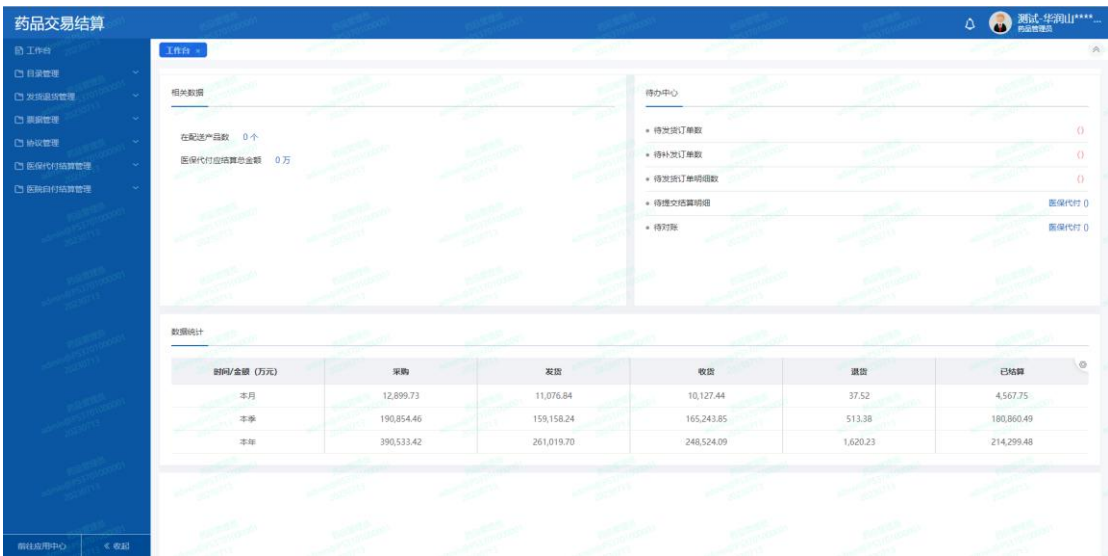 药品交易结算
测试-华润山****...
药品管理员
工作台
目录管理
发货退货管理
票据管理
协议管理
医保代付结算管理
医院自付结算管理
前往应用中心
收起
工作台 ×
相关数据
在配送产品数 0 个
医保代付应结算总金额 0 万
待办中心
待发货订单数 0
待补发订单数 0
待发货订单明细数 0
待提交结算明细 医保代付 0
待对账 医保代付 0
数据统计
时间/金额（万元） 采购 发货 收货 退货 已结算
本月 12,899.73 11,076.84 10,127.44 37.52 4,567.75
本季 190,854.46 159,158.24 165,243.85 513.38 180,860.49
本年 390,533.42 261,019.70 248,524.09 1,620.23 214,299.48